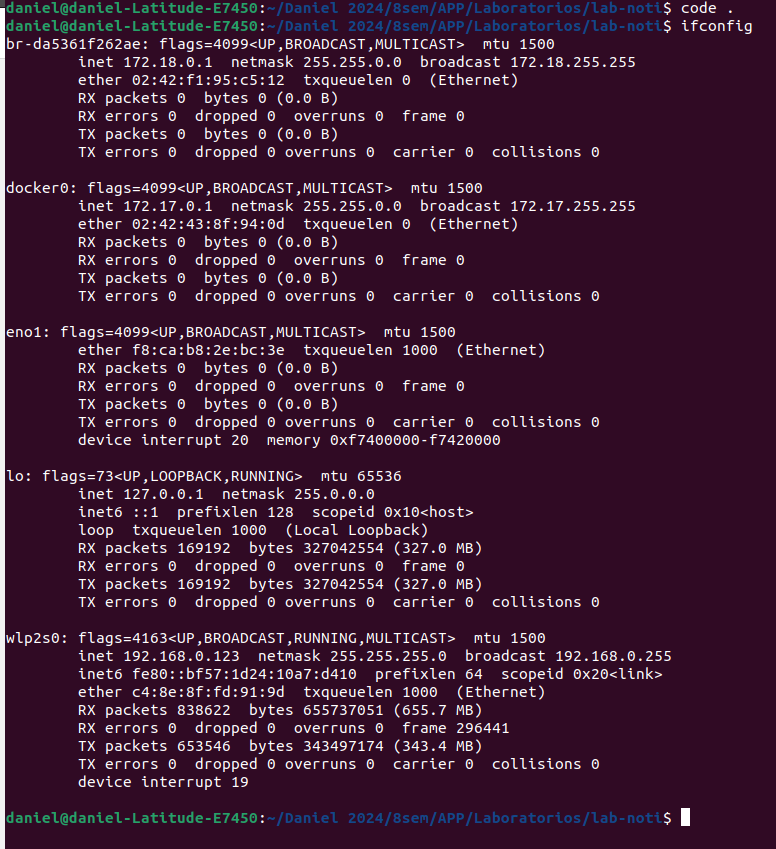 daniel@daniel-Latitude-E7450:~/Daniel 2024/8sem/APP/Laboratorios/lab-noti$ code .
daniel@daniel-Latitude-E7450:~/Daniel 2024/8sem/APP/Laboratorios/lab-noti$ ifconfig
br-da5361f262ae: flags=4099<UP,BROADCAST,MULTICAST>  mtu 1500
        inet 172.18.0.1  netmask 255.255.0.0  broadcast 172.18.255.255
        ether 02:42:f1:95:c5:12  txqueuelen 0  (Ethernet)
        RX packets 0  bytes 0 (0.0 B)
        RX errors 0  dropped 0  overruns 0  frame 0
        TX packets 0  bytes 0 (0.0 B)
        TX errors 0  dropped 0 overruns 0  carrier 0  collisions 0

docker0: flags=4099<UP,BROADCAST,MULTICAST>  mtu 1500
        inet 172.17.0.1  netmask 255.255.0.0  broadcast 172.17.255.255
        ether 02:42:43:8f:94:0d  txqueuelen 0  (Ethernet)
        RX packets 0  bytes 0 (0.0 B)
        RX errors 0  dropped 0  overruns 0  frame 0
        TX packets 0  bytes 0 (0.0 B)
        TX errors 0  dropped 0 overruns 0  carrier 0  collisions 0

eno1: flags=4099<UP,BROADCAST,MULTICAST>  mtu 1500
        ether f8:ca:b8:2e:bc:3e  txqueuelen 1000  (Ethernet)
        RX packets 0  bytes 0 (0.0 B)
        RX errors 0  dropped 0  overruns 0  frame 0
        TX packets 0  bytes 0 (0.0 B)
        TX errors 0  dropped 0 overruns 0  carrier 0  collisions 0
        device interrupt 20  memory 0xf7400000-f7420000

lo: flags=73<UP,LOOPBACK,RUNNING>  mtu 65536
        inet 127.0.0.1  netmask 255.0.0.0
        inet6 ::1  prefixlen 128  scopeid 0x10<host>
        loop  txqueuelen 1000  (Local Loopback)
        RX packets 169192  bytes 327042554 (327.0 MB)
        RX errors 0  dropped 0  overruns 0  frame 0
        TX packets 169192  bytes 327042554 (327.0 MB)
        TX errors 0  dropped 0 overruns 0  carrier 0  collisions 0

wlp2s0: flags=4163<UP,BROADCAST,RUNNING,MULTICAST>  mtu 1500
        inet 192.168.0.123  netmask 255.255.255.0  broadcast 192.168.0.255
        inet6 fe80::bf57:1d24:10a7:d410  prefixlen 64  scopeid 0x20<link>
        ether c4:8e:8f:fd:91:9d  txqueuelen 1000  (Ethernet)
        RX packets 838622  bytes 655737051 (655.7 MB)
        RX errors 0  dropped 0  overruns 0  frame 296441
        TX packets 653546  bytes 343497174 (343.4 MB)
        TX errors 0  dropped 0 overruns 0  carrier 0  collisions 0
        device interrupt 19

daniel@daniel-Latitude-E7450:~/Daniel 2024/8sem/APP/Laboratorios/lab-noti$